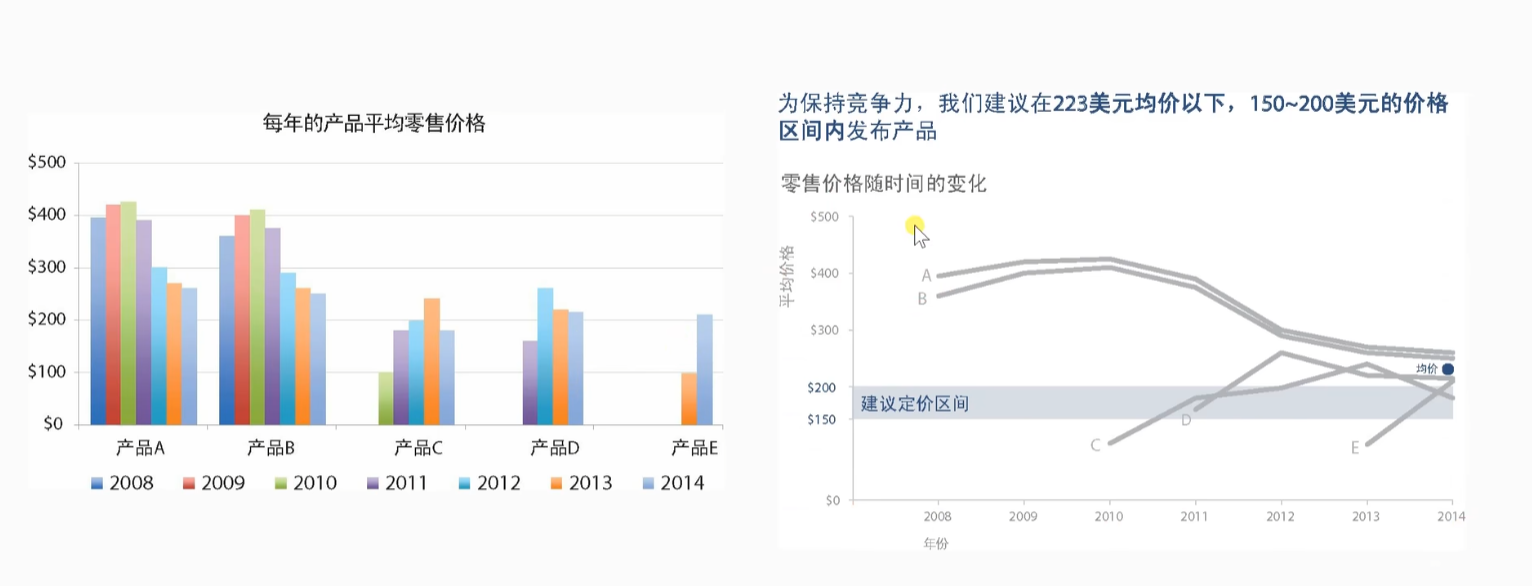 每年的产品平均零售价格
$500
$400
$300
$200
$100
$0
产品A 产品B 产品C 产品D 产品E
2008 2009 2010 2011 2012 2013 2014
为保持竞争力，我们建议在223美元均价以下，150~200美元的价格
区间内发布产品
零售价格随时间的变化
平均价格
$500
$400
$300
$200
$150
$0
A
B
C
D
E
均价
建议定价区间
2008 2009 2010 2011 2012 2013 2014
年份